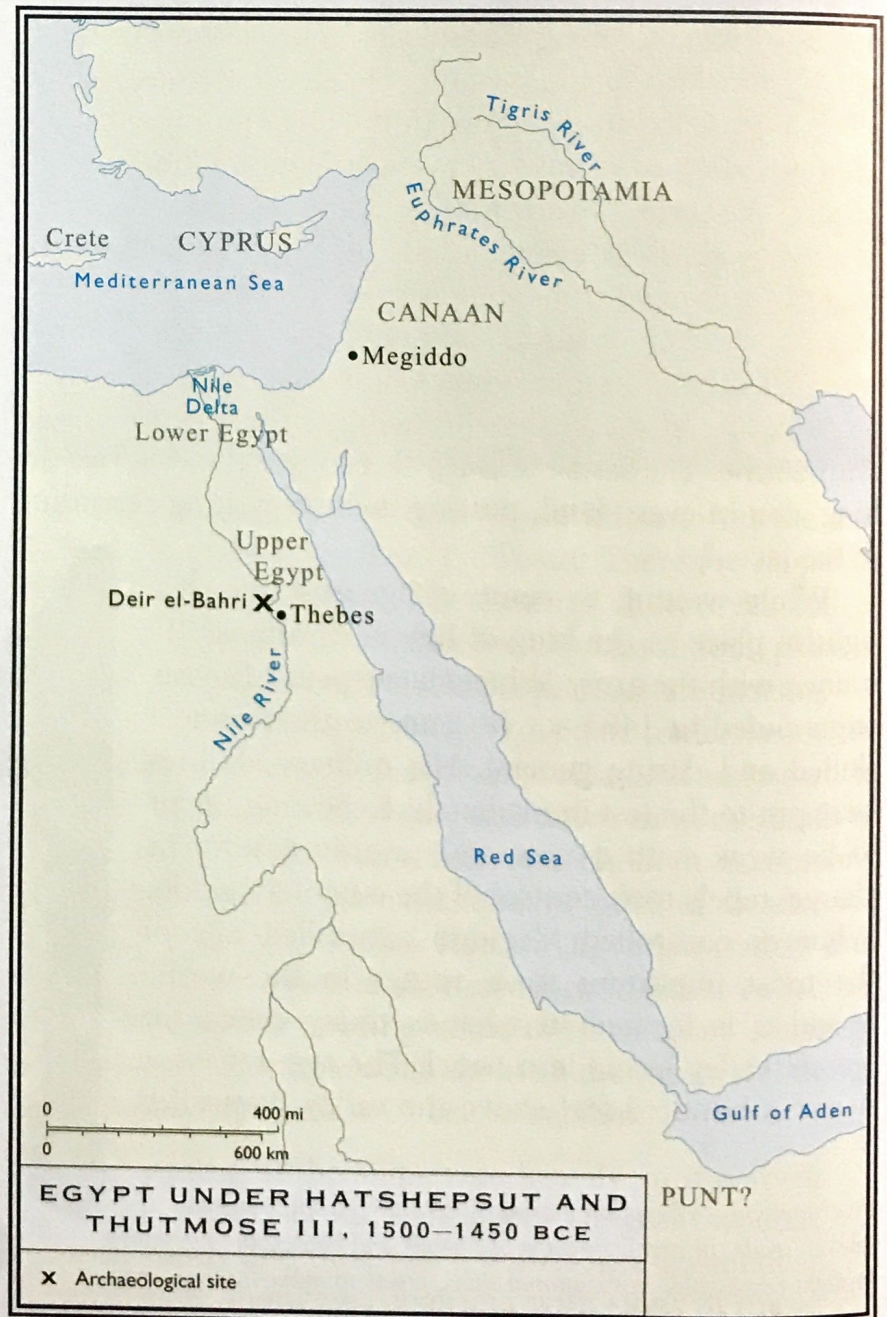 Tigris River
MESOPOTAMIA
Euphrates River
Crete
CYPRUS
Mediterranean Sea
CANAAN
Megiddo
Nile
Delta
Lower Egypt
Upper
Egypt
Deir el-Bahri X
Thebes
Nile River
Red Sea
Gulf of Aden
0 400 mi
0 600 km
PUNT?
EGYPT UNDER HATSHEPSUT AND
THUTMOSE III, 1500–1450 BCE
X Archaeological site